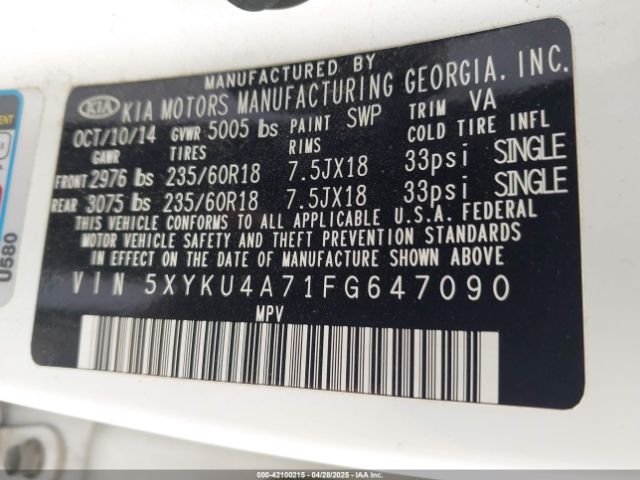 MANUFACTURED BY
KIA KIA MOTORS MANUFACTURING GEORGIA, INC.
OCT/10/14 GVWR 5005 lbs PAINT SWP TRIM VA
GAWR TIRES RIMS COLD TIRE INFL
FRONT 2976 lbs 235/60R18 7.5JX18 33psi SINGLE
REAR 3075 lbs 235/60R18 7.5JX18 33psi SINGLE
THIS VEHICLE CONFORMS TO ALL APPLICABLE U.S.A. FEDERAL
MOTOR VEHICLE SAFETY AND THEFT PREVENTION STANDARDS
IN EFFECT ON THE DATE OF MANUFACTURE SHOWN ABOVE.
VIN 5XYKU4A71FG647090
MPV
U580
000-42100215 - 04/28/2025 - IAAI.COM